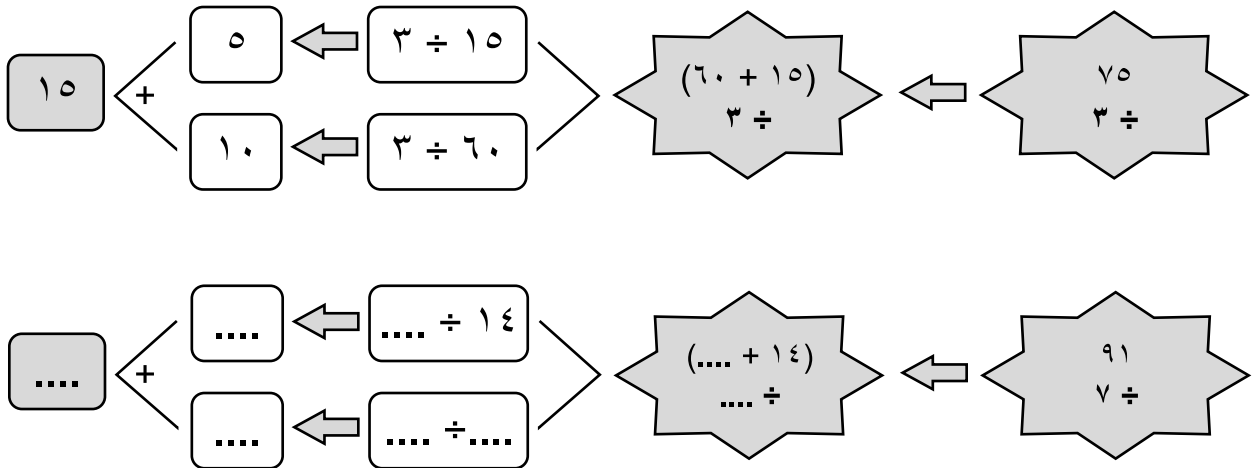 ٧٥
÷ ٣
(١٥ + ٦٠)
÷ ٣
١٥ ÷ ٣
٥
٦٠ ÷ ٣
١٠
+
١٥
٩١
÷ ٧
(١٤ + ....)
÷ ....
١٤ ÷ ....
....
.... ÷ ....
....
+
....